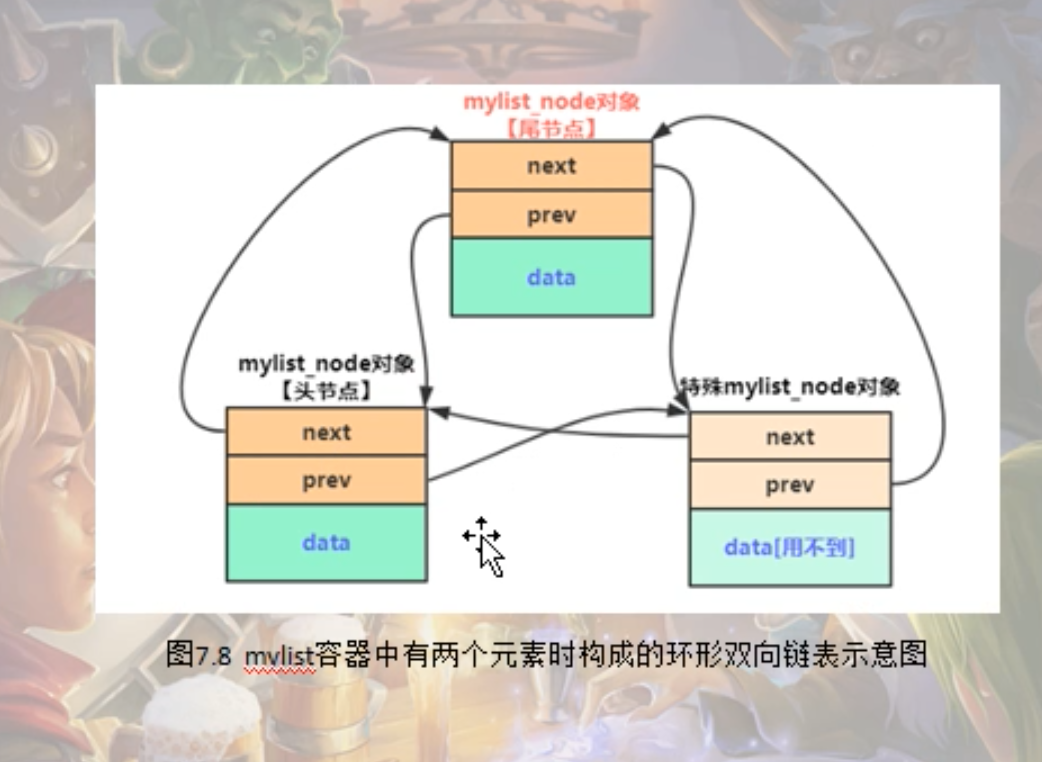 mylist_node对象
【尾节点】
next
prev
data
mylist_node对象
【头节点】
next
prev
data
特殊mylist_node对象
next
prev
data[用不到]
图7.8 mylist容器中有两个元素时构成的环形双向链表示意图